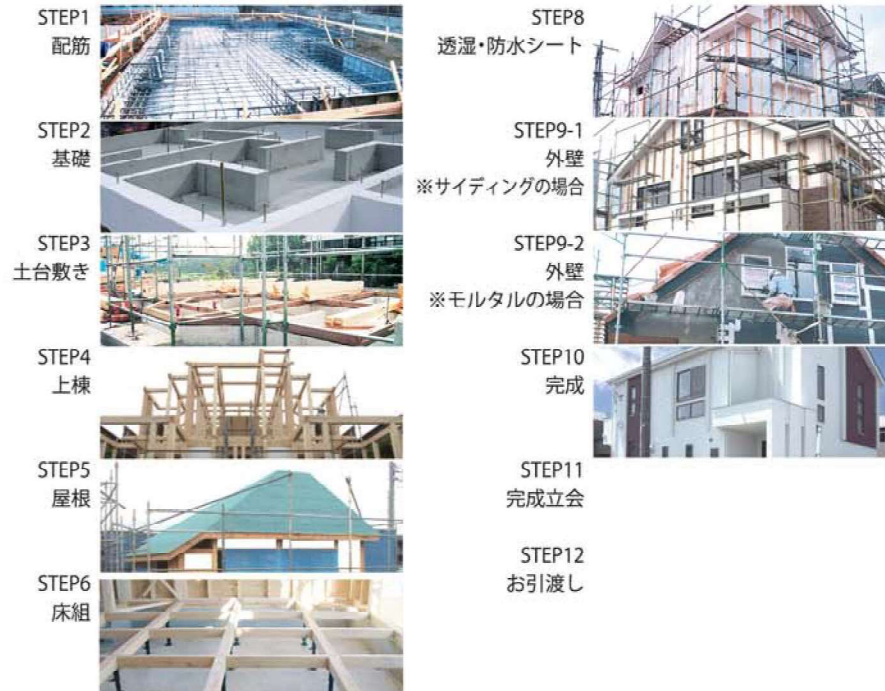 STEP1
配筋
STEP2
基礎
STEP3
土台敷き
STEP4
上棟
STEP5
屋根
STEP6
床組
STEP8
透湿・防水シート
STEP9-1
外壁
※サイディングの場合
STEP9-2
外壁
※モルタルの場合
STEP10
完成
STEP11
完成立会
STEP12
お引渡し